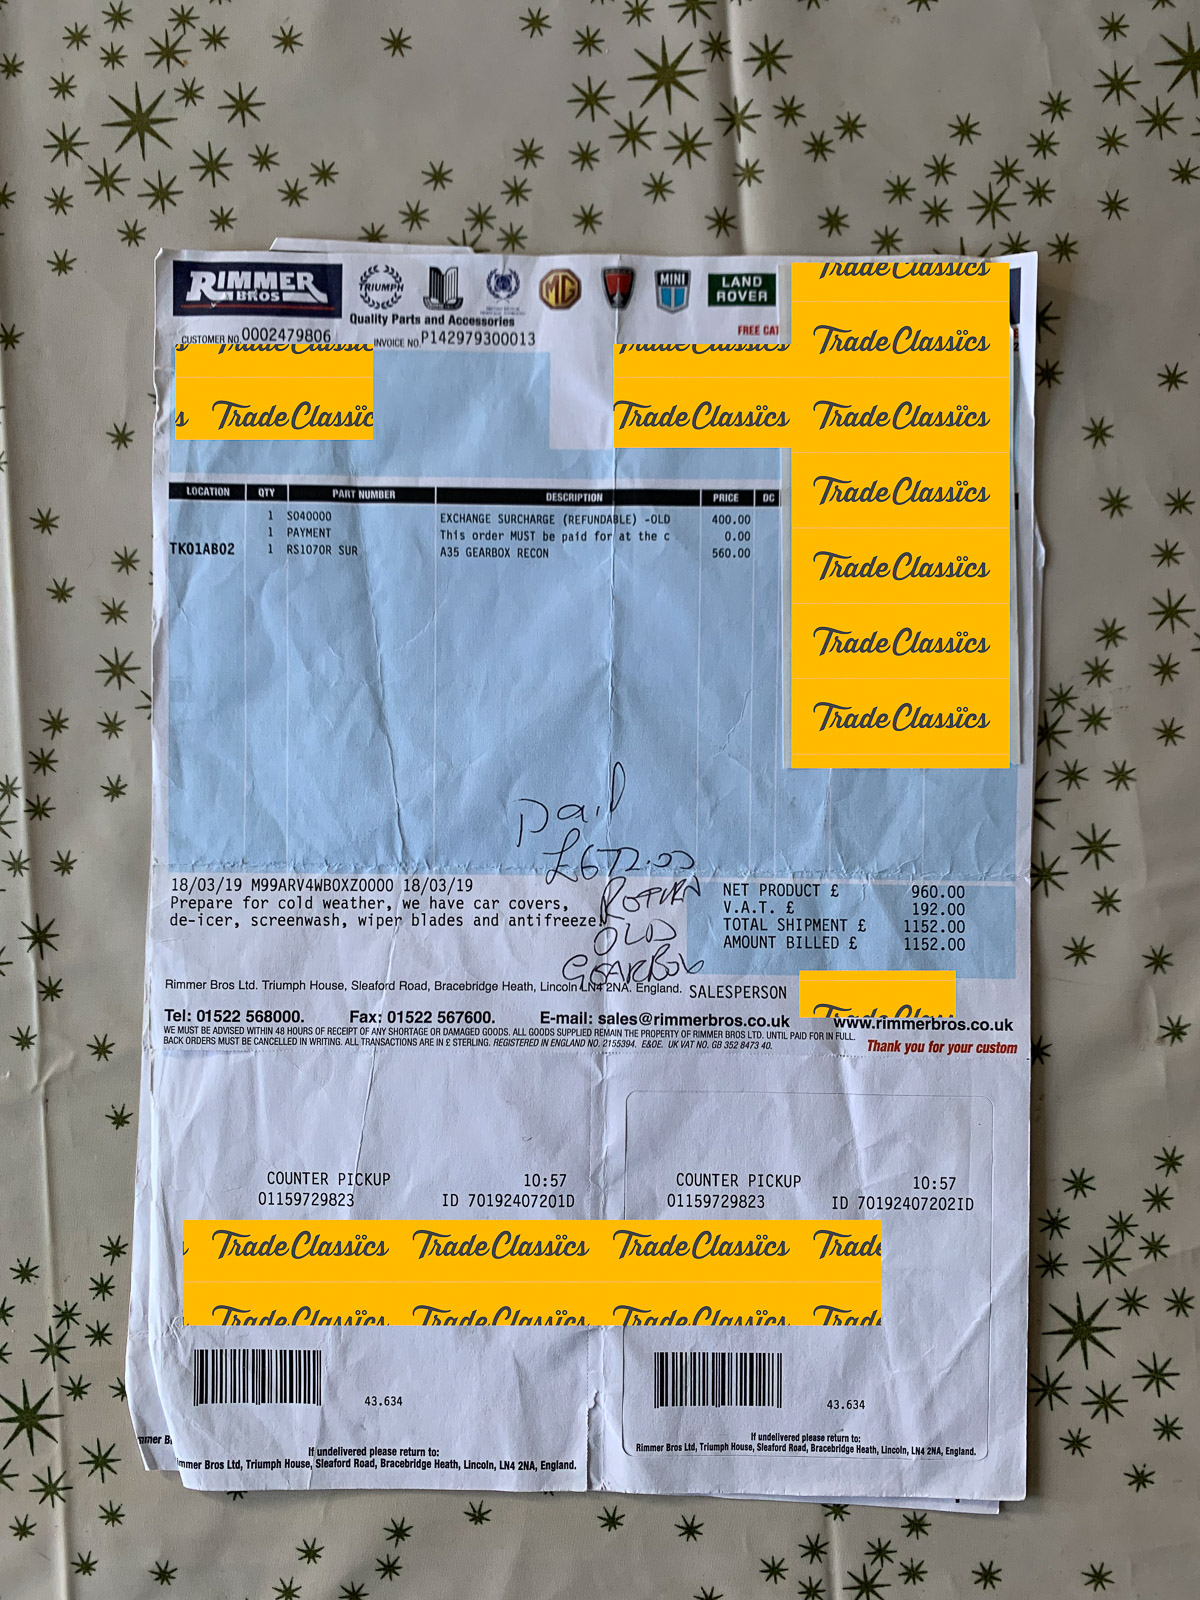 RIMMER
BROS
TRIUMPH
MG
MINI
LAND
ROVER
Quality Parts and Accessories
FREE CAT
CUSTOMER NO. 0002479806
INVOICE NO. P142979300013
Trade Classics
Trade Classics
Trade Classics
Trade Classics
Trade Classics
Trade Classics
Trade Classics
Trade Classics
LOCATION QTY PART NUMBER DESCRIPTION PRICE DC
1 S040000 EXCHANGE SURCHARGE (REFUNDABLE) -OLD 400.00
1 PAYMENT This order MUST be paid for at the c 0.00
TK01AB02 1 RS1070R SUR A35 GEARBOX RECON 560.00
Paid
£672.00
RETURN
OLD
GEARBOX
18/03/19 M99ARV4WBOXZ0000 18/03/19
Prepare for cold weather, we have car covers,
de-icer, screenwash, wiper blades and antifreeze.
NET PRODUCT £ 960.00
V.A.T. £ 192.00
TOTAL SHIPMENT £ 1152.00
AMOUNT BILLED £ 1152.00
Rimmer Bros Ltd. Triumph House, Sleaford Road, Bracebridge Heath, Lincoln LN4 2NA. England.
SALESPERSON
Tel: 01522 568000. Fax: 01522 567600. E-mail: sales@rimmerbros.co.uk www.rimmerbros.co.uk
WE MUST BE ADVISED WITHIN 48 HOURS OF RECEIPT OF ANY SHORTAGE OR DAMAGED GOODS. ALL GOODS SUPPLIED REMAIN THE PROPERTY OF RIMMER BROS LTD. UNTIL PAID FOR IN FULL.
BACK ORDERS MUST BE CANCELLED IN WRITING. ALL TRANSACTIONS ARE IN £ STERLING. REGISTERED IN ENGLAND NO. 2155394. E&OE. UK VAT NO. GB 352 8473 40.
Thank you for your custom
COUNTER PICKUP 10:57
01159729823 ID 70192407201D
COUNTER PICKUP 10:57
01159729823 ID 70192407202ID
Trade Classics Trade Classics Trade Classics Trade
Trade Classics Trade Classics Trade Classics Trade
43.634
43.634
If undelivered please return to:
mmer Bros Ltd, Triumph House, Sleaford Road, Bracebridge Heath, Lincoln, LN4 2NA, England.
If undelivered please return to:
Rimmer Bros Ltd, Triumph House, Sleaford Road, Bracebridge Heath, Lincoln, LN4 2NA, England.